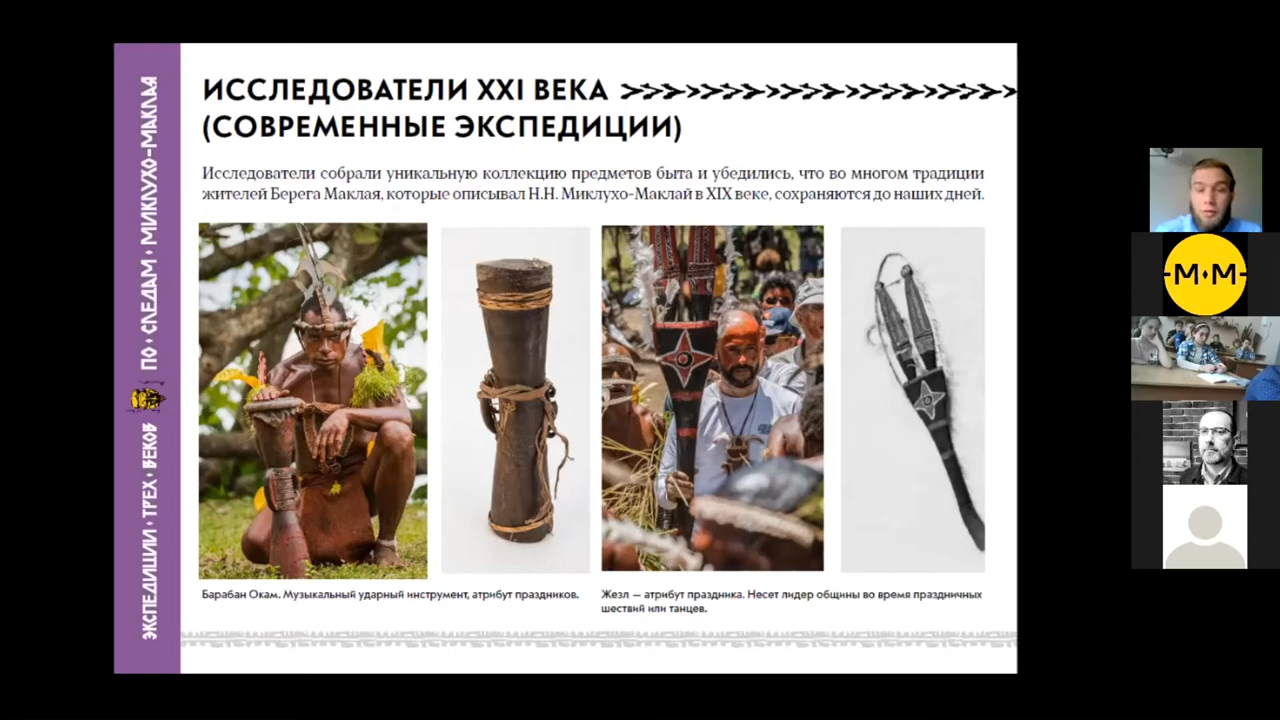 ИССЛЕДОВАТЕЛИ XXI ВЕКА
(СОВРЕМЕННЫЕ ЭКСПЕДИЦИИ)
Исследователи собрали уникальную коллекцию предметов быта и убедились, что во многом традиции
жителей Берега Маклая, которые описывал Н.Н. Миклухо-Маклай в XIX веке, сохраняются до наших дней.
Барабан Окам. Музыкальный ударный инструмент, атрибут праздников.
Жезл — атрибут праздника. Несет лидер общины во время праздничных
шествий или танцев.
ЭКСПЕДИЦИИ • ТРЕХ • ВЕКОВ
ПО • СЛЕДАМ • МИКЛУХО-МАКЛАЯ
-М•М-